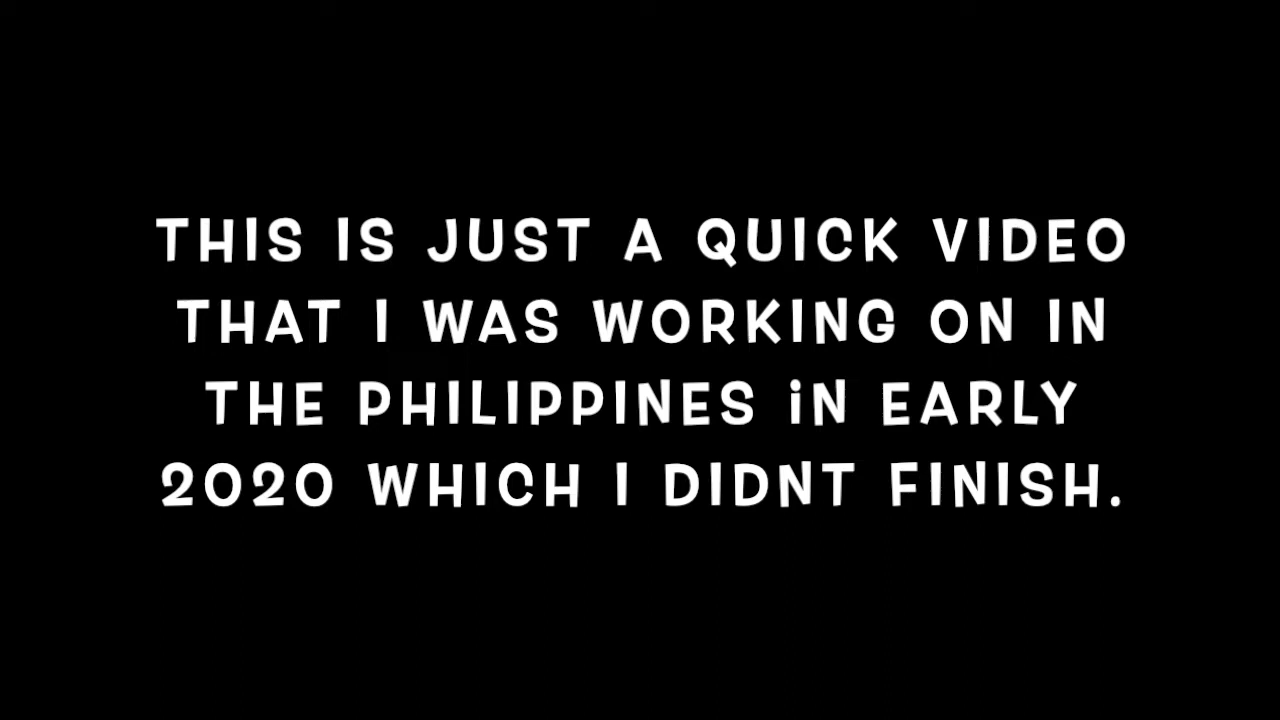 THIS IS JUST A QUICK VIDEO
THAT I WAS WORKING ON IN
THE PHILIPPINES iN EARLY
2020 WHICH I DIDNT FINISH.